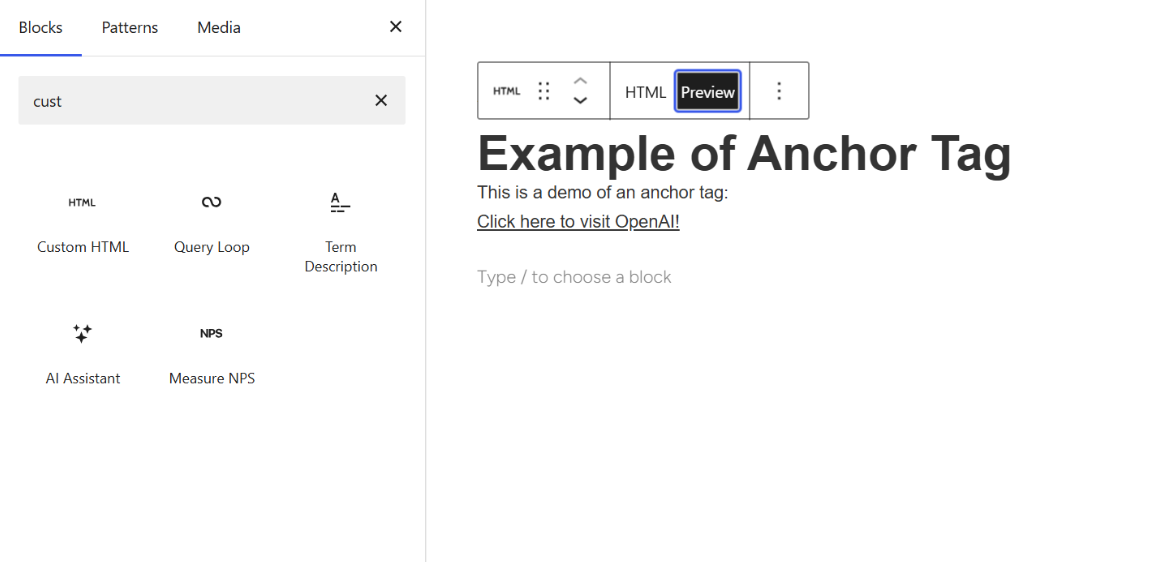 Blocks Patterns Media
cust
HTML
Custom HTML
Query Loop
A
Term
Description
AI Assistant
NPS
Measure NPS
HTML HTML Preview
Example of Anchor Tag
This is a demo of an anchor tag:
Click here to visit OpenAI!
Type / to choose a block